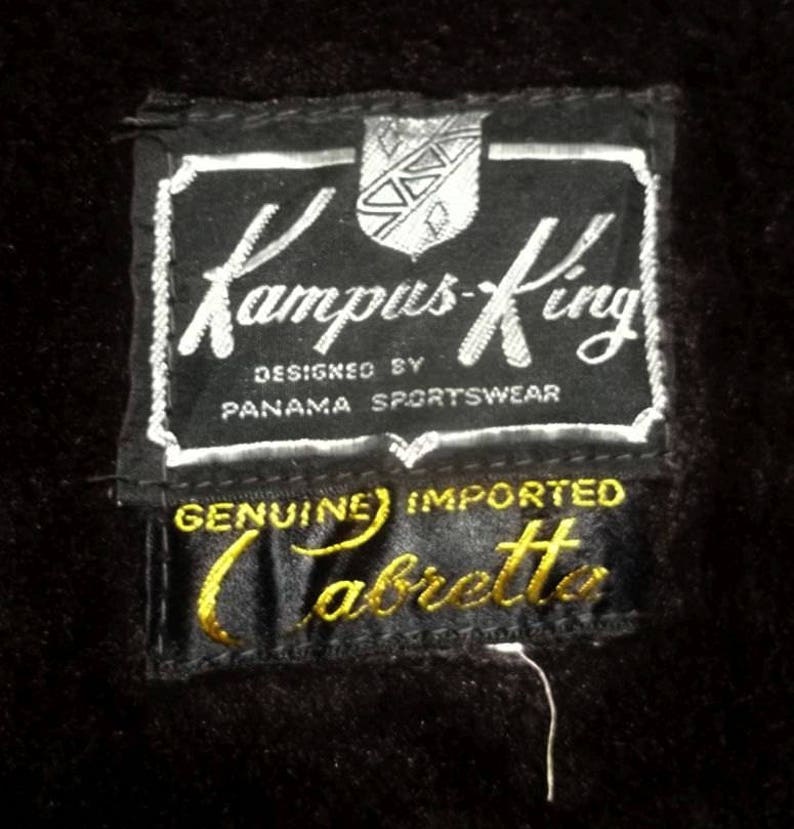 Kampus-King
DESIGNED BY
PANAMA SPORTSWEAR
GENUINE IMPORTED
Cabretta